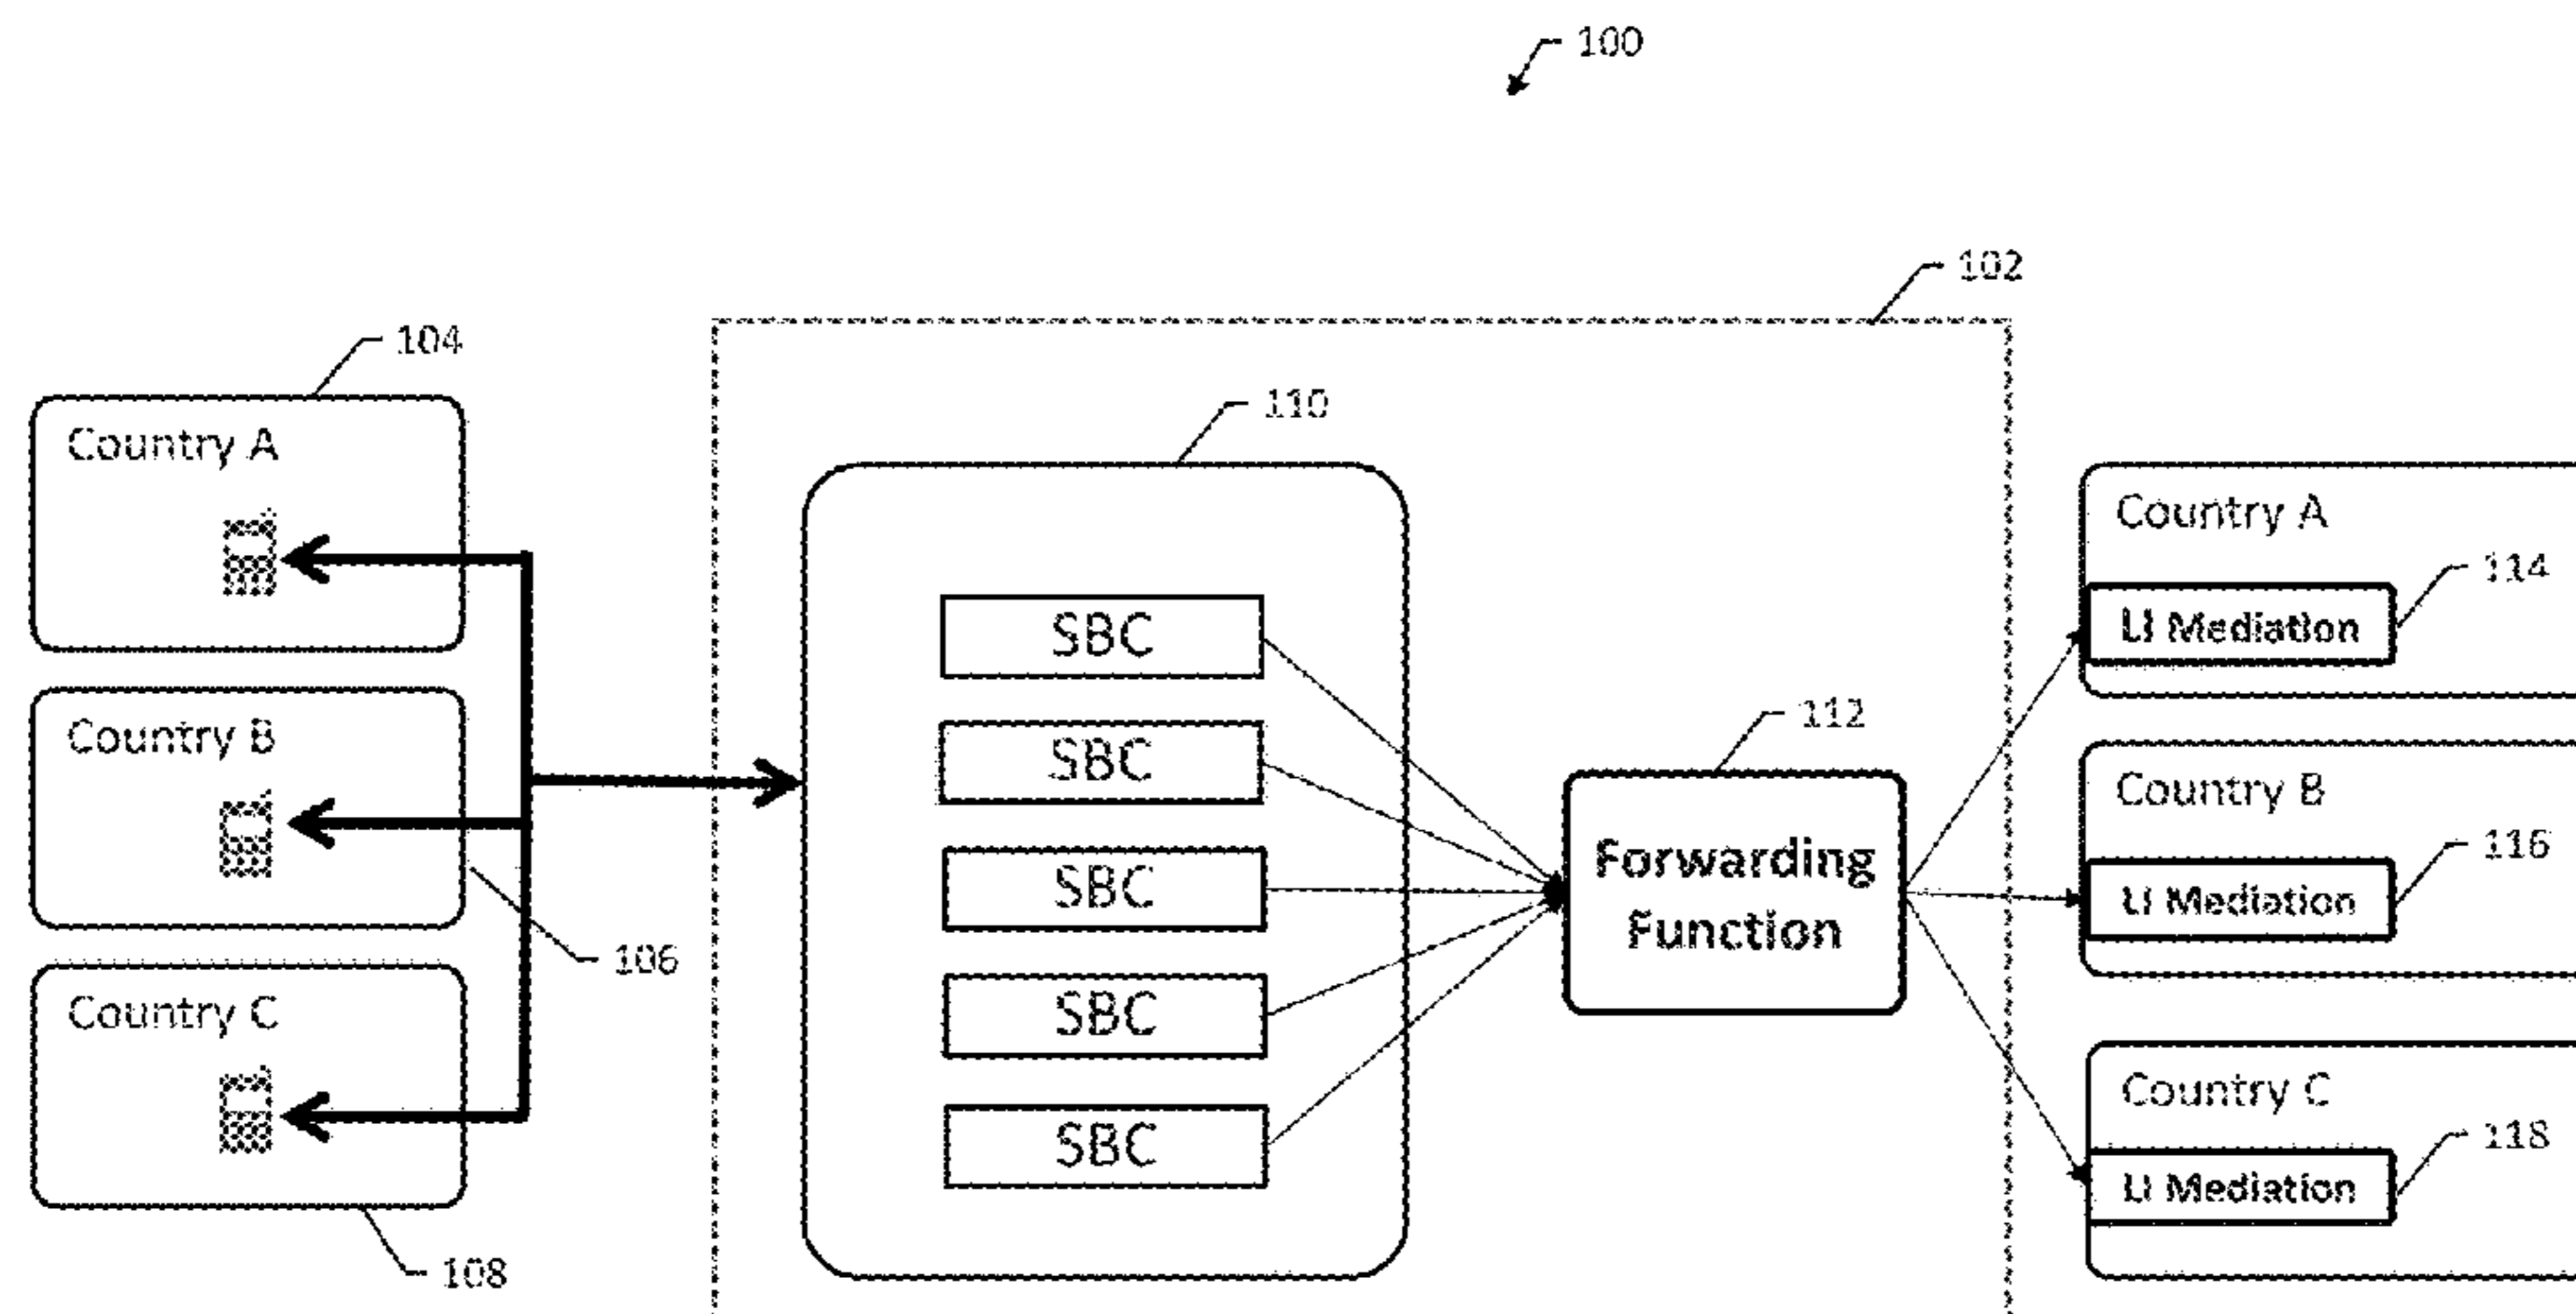 100
102
104
Country A
110
Country A
114
LI Mediation
SBC
Country B
SBC
112
Country B
116
LI Mediation
Forwarding
Function
SBC
106
Country C
SBC
Country C
118
LI Mediation
SBC
108